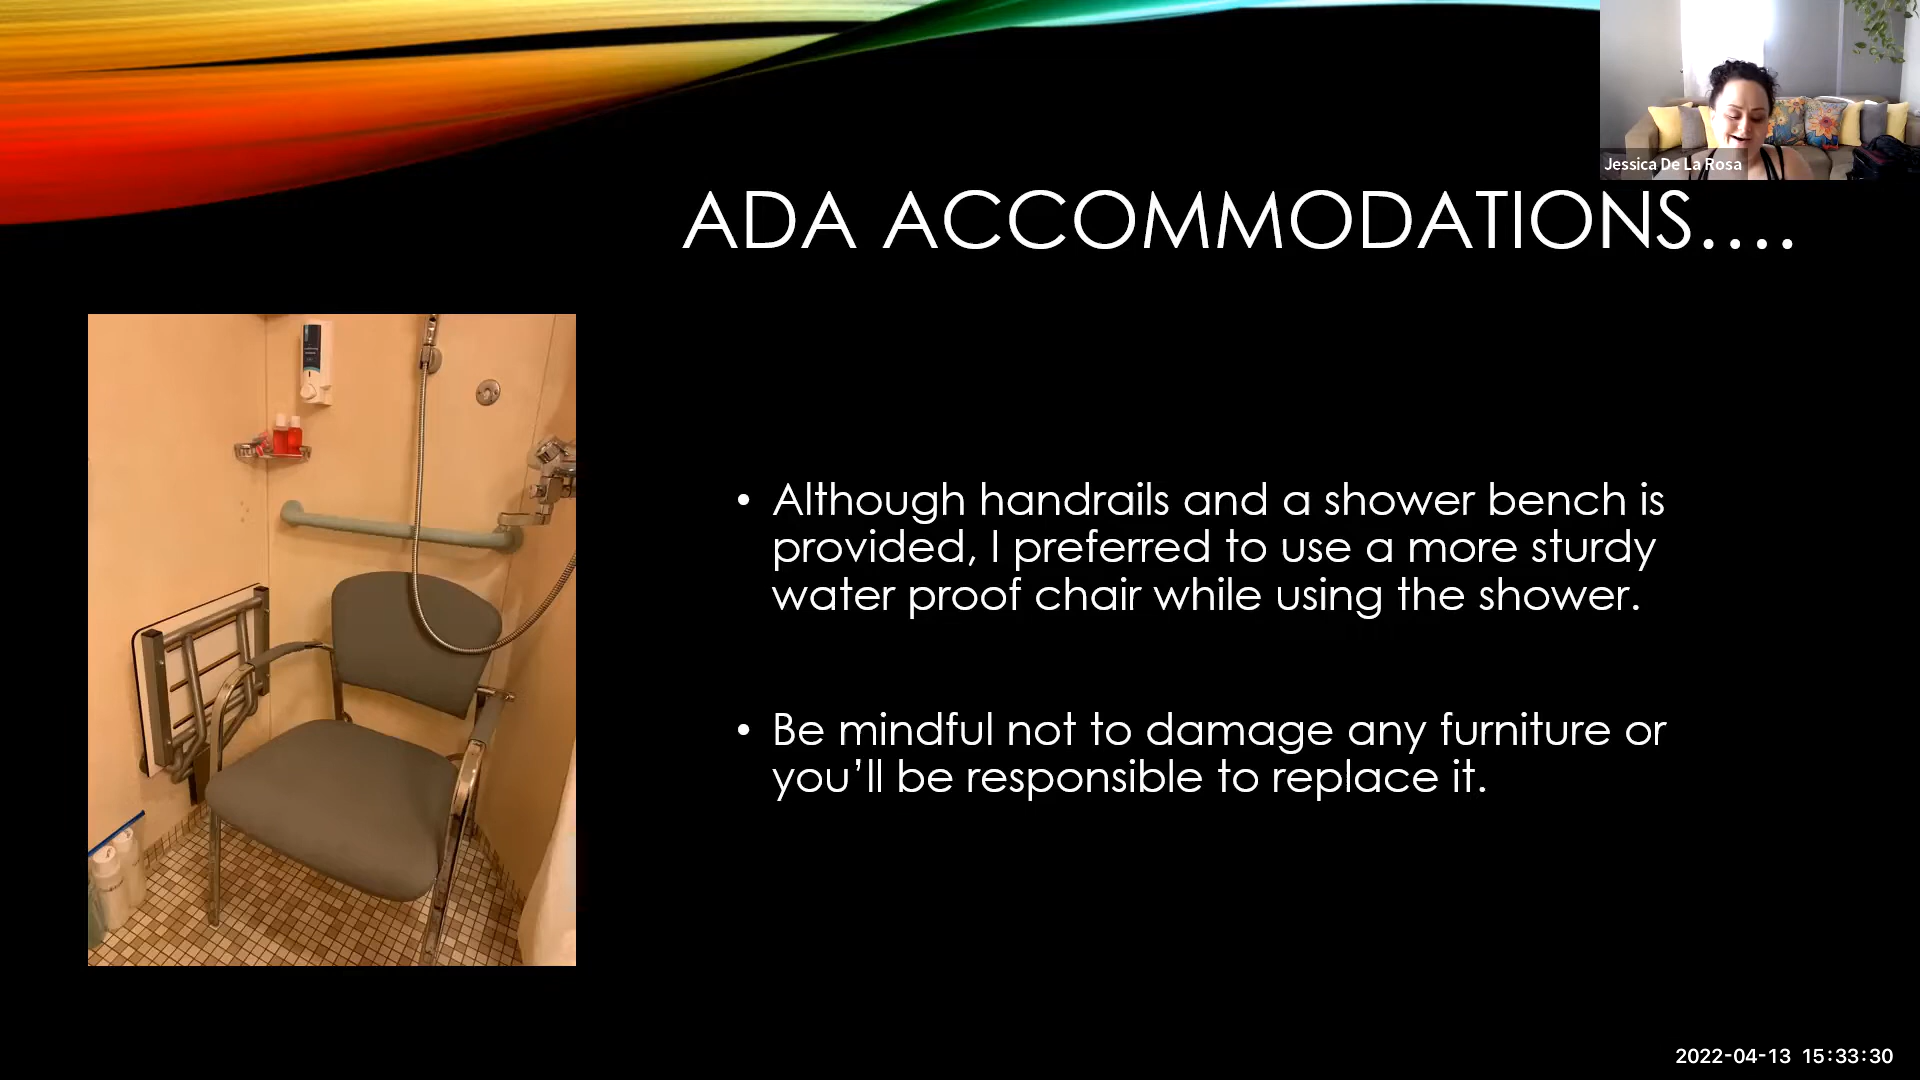 Jessica De La Rosa
ADA ACCOMMODATIONS....
• Although handrails and a shower bench is
provided, I preferred to use a more sturdy
water proof chair while using the shower.
• Be mindful not to damage any furniture or
you’ll be responsible to replace it.
2022-04-13 15:33:30